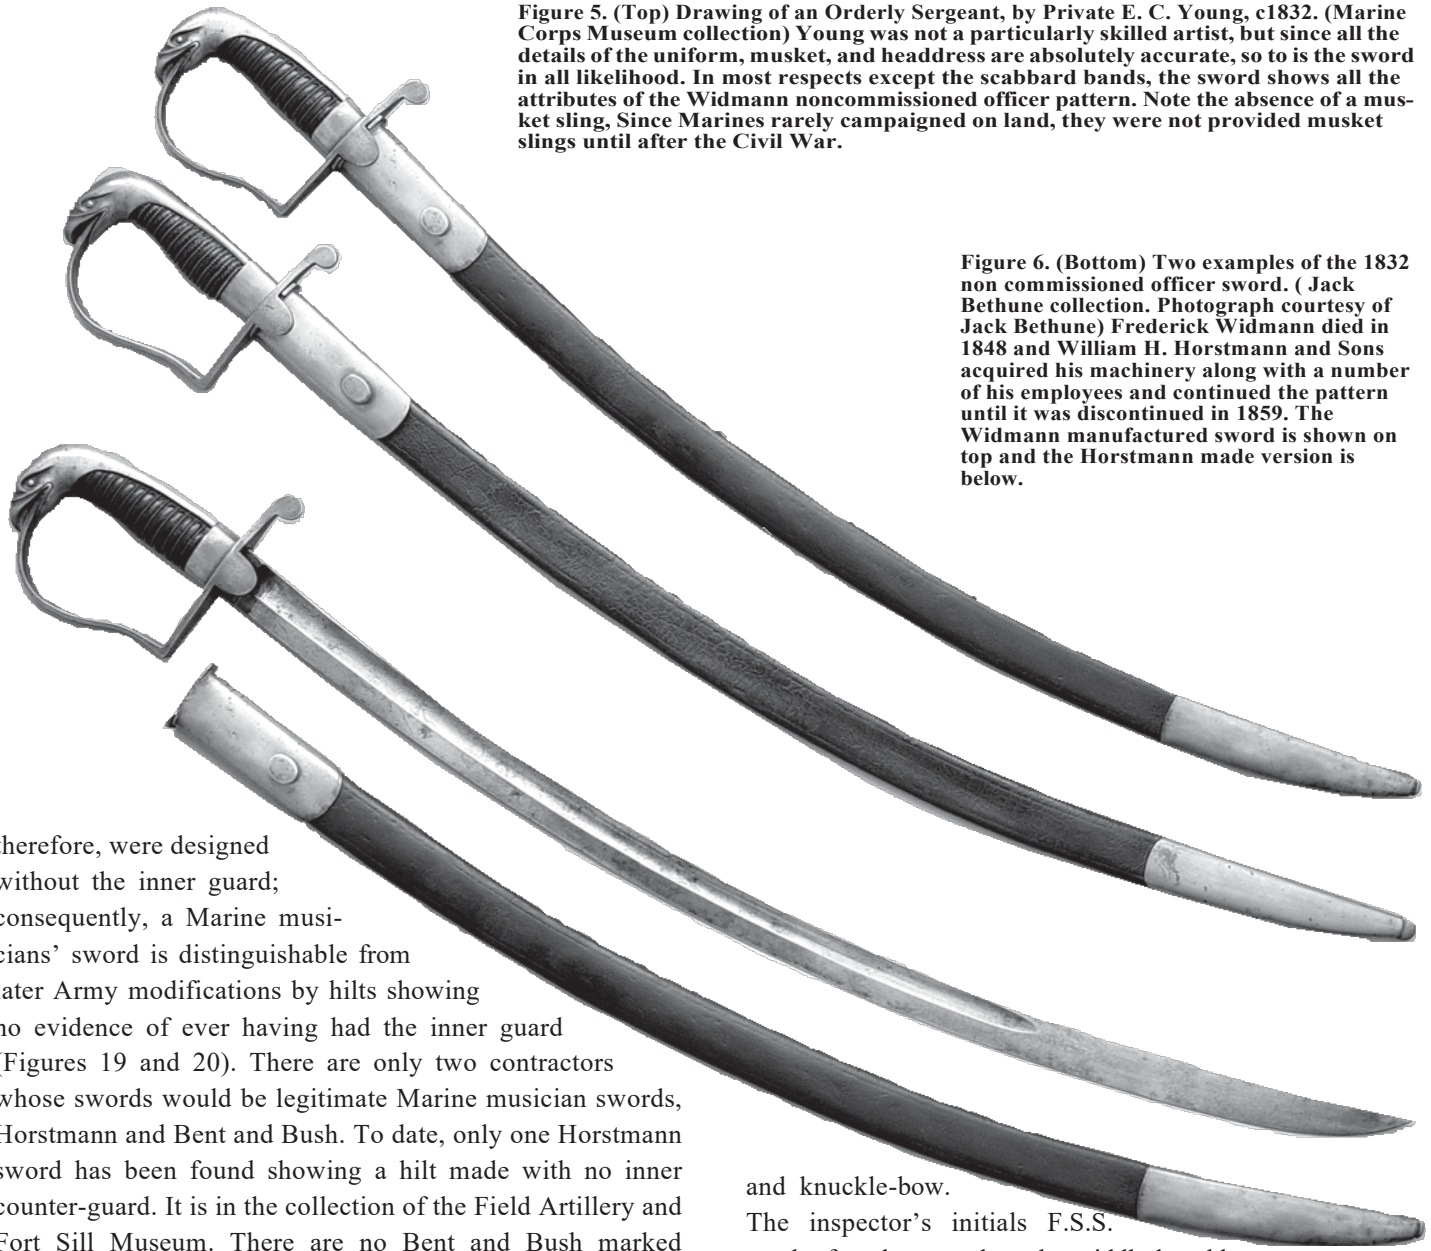 Figure 5. (Top) Drawing of an Orderly Sergeant, by Private E. C. Young, c1832. (Marine
Corps Museum collection) Young was not a particularly skilled artist, but since all the
details of the uniform, musket, and headdress are absolutely accurate, so to is the sword
in all likelihood. In most respects except the scabbard bands, the sword shows all the
attributes of the Widmann noncommissioned officer pattern. Note the absence of a mus-
ket sling, Since Marines rarely campaigned on land, they were not provided musket
slings until after the Civil War.
Figure 6. (Bottom) Two examples of the 1832
non commissioned officer sword. ( Jack
Bethune collection. Photograph courtesy of
Jack Bethune) Frederick Widmann died in
1848 and William H. Horstmann and Sons
acquired his machinery along with a number
of his employees and continued the pattern
until it was discontinued in 1859. The
Widmann manufactured sword is shown on
top and the Horstmann made version is
below.
therefore, were designed
without the inner guard;
consequently, a Marine musi-
cians’ sword is distinguishable from
later Army modifications by hilts showing
no evidence of ever having had the inner guard
(Figures 19 and 20). There are only two contractors
whose swords would be legitimate Marine musician swords,
Horstmann and Bent and Bush. To date, only one Horstmann
sword has been found showing a hilt made with no inner
counter-guard. It is in the collection of the Field Artillery and
Fort Sill Museum. There are no Bent and Bush marked
and knuckle-bow.
The inspector’s initials F.S.S.